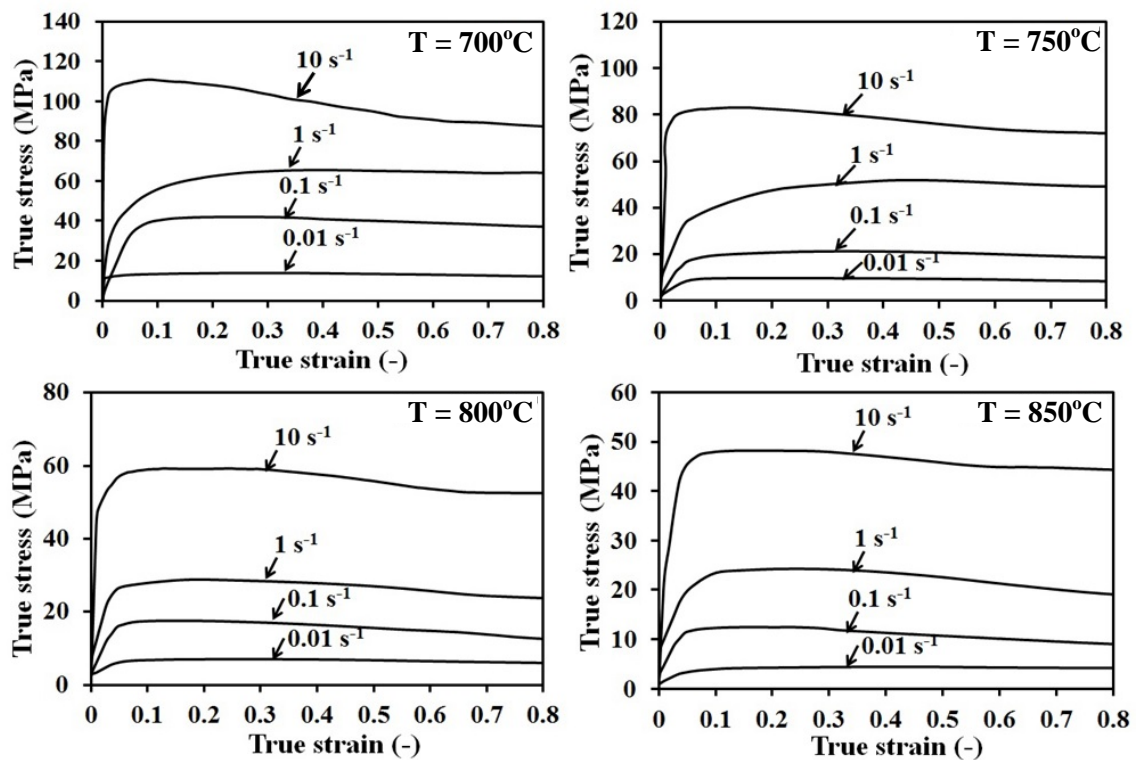 T = 700°C
True stress (MPa)
140
120
100
80
60
40
20
0
10 s⁻¹
1 s⁻¹
0.1 s⁻¹
0.01 s⁻¹
0 0.1 0.2 0.3 0.4 0.5 0.6 0.7 0.8
True strain (-)
T = 750°C
True stress (MPa)
120
100
80
60
40
20
0
10 s⁻¹
1 s⁻¹
0.1 s⁻¹
0.01 s⁻¹
0 0.1 0.2 0.3 0.4 0.5 0.6 0.7 0.8
True strain (-)
T = 800°C
True stress (MPa)
80
60
40
20
0
10 s⁻¹
1 s⁻¹
0.1 s⁻¹
0.01 s⁻¹
0 0.1 0.2 0.3 0.4 0.5 0.6 0.7 0.8
True strain (-)
T = 850°C
True stress (MPa)
60
50
40
30
20
10
0
10 s⁻¹
1 s⁻¹
0.1 s⁻¹
0.01 s⁻¹
0 0.1 0.2 0.3 0.4 0.5 0.6 0.7 0.8
True strain (-)